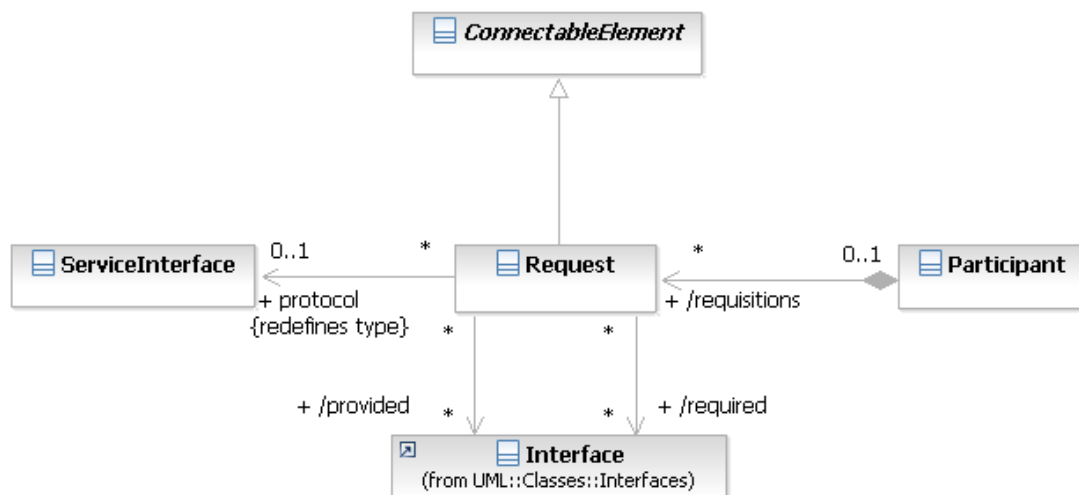 ConnectableElement
0..1
*
*
0..1
ServiceInterface
Request
Participant
+ protocol
{redefines type}
+ /requisitions
*
*
+ /provided
*
*
+ /required
Interface
(from UML::Classes::Interfaces)